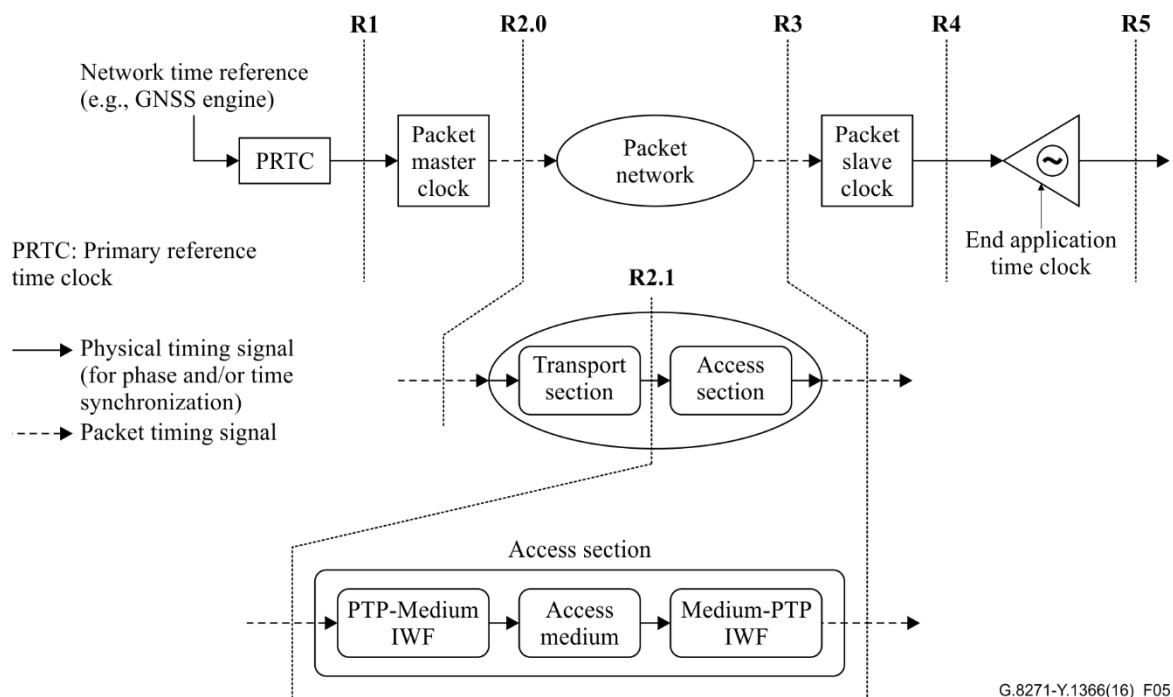 R1
R2.0
R3
R4
R5
Network time reference
(e.g., GNSS engine)
PRTC
Packet
master
clock
Packet
network
Packet
slave
clock
End application
time clock
PRTC: Primary reference
time clock
R2.1
Physical timing signal
(for phase and/or time
synchronization)
Packet timing signal
Transport
section
Access
section
Access section
PTP-Medium
IWF
Access
medium
Medium-PTP
IWF
G.8271-Y.1366(16)_F05